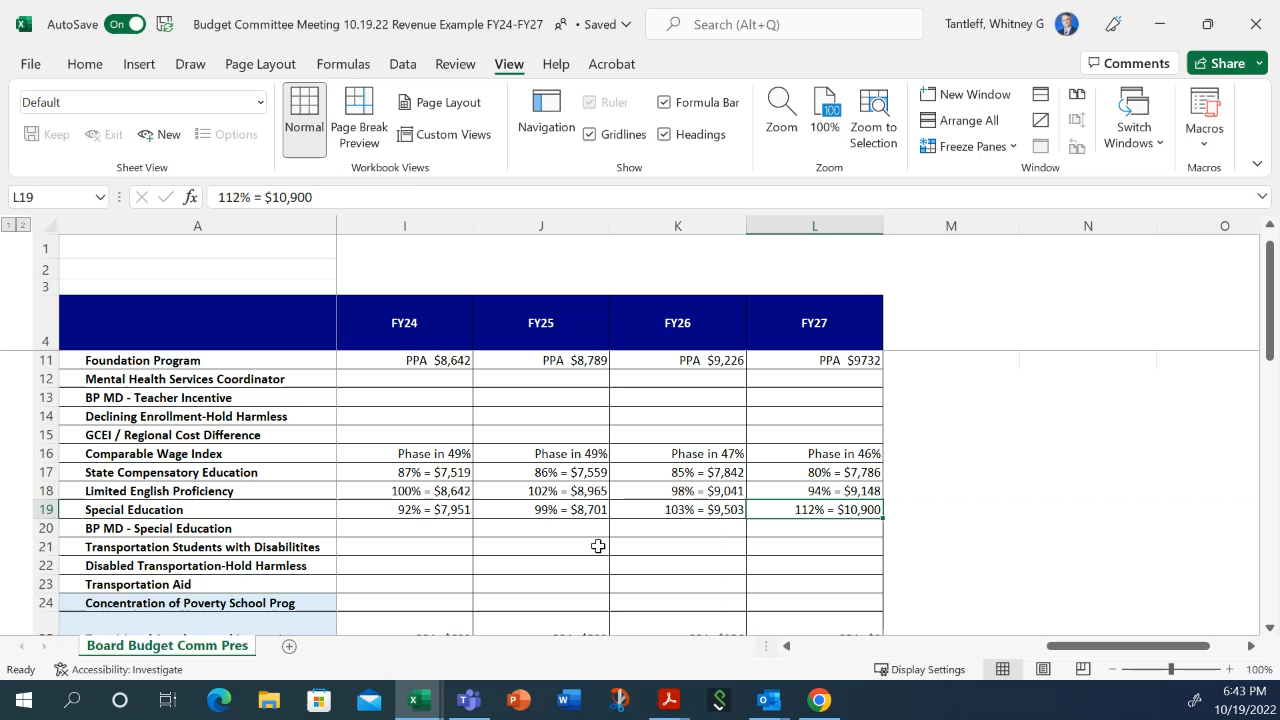 AutoSave On Budget Committee Meeting 10.19.22 Revenue Example FY24-FY27 • Saved Search (Alt+Q) Tantleff, Whitney G
File Home Insert Draw Page Layout Formulas Data Review View Help Acrobat Comments Share
Default
Keep Exit New Options
Sheet View
Normal Page Break Preview Page Layout Custom Views
Workbook Views
Navigation Ruler Formula Bar Gridlines Headings
Show
Zoom 100 100% Zoom to Selection
Zoom
New Window Arrange All Freeze Panes Switch Windows
Window
Macros
Macros
L19 fx 112% = $10,900
1 2 A I J K L M N O
1
2
3
4 FY24 FY25 FY26 FY27
11 Foundation Program PPA $8,642 PPA $8,789 PPA $9,226 PPA $9732
12 Mental Health Services Coordinator
13 BP MD - Teacher Incentive
14 Declining Enrollment-Hold Harmless
15 GCEI / Regional Cost Difference
16 Comparable Wage Index Phase in 49% Phase in 49% Phase in 47% Phase in 46%
17 State Compensatory Education 87% = $7,519 86% = $7,559 85% = $7,842 80% = $7,786
18 Limited English Proficiency 100% = $8,642 102% = $8,965 98% = $9,041 94% = $9,148
19 Special Education 92% = $7,951 99% = $8,701 103% = $9,503 112% = $10,900
20 BP MD - Special Education
21 Transportation Students with Disabilitites
22 Disabled Transportation-Hold Harmless
23 Transportation Aid
24 Concentration of Poverty School Prog
Board Budget Comm Pres
Ready Accessibility: Investigate Display Settings 100%
6:43 PM
10/19/2022